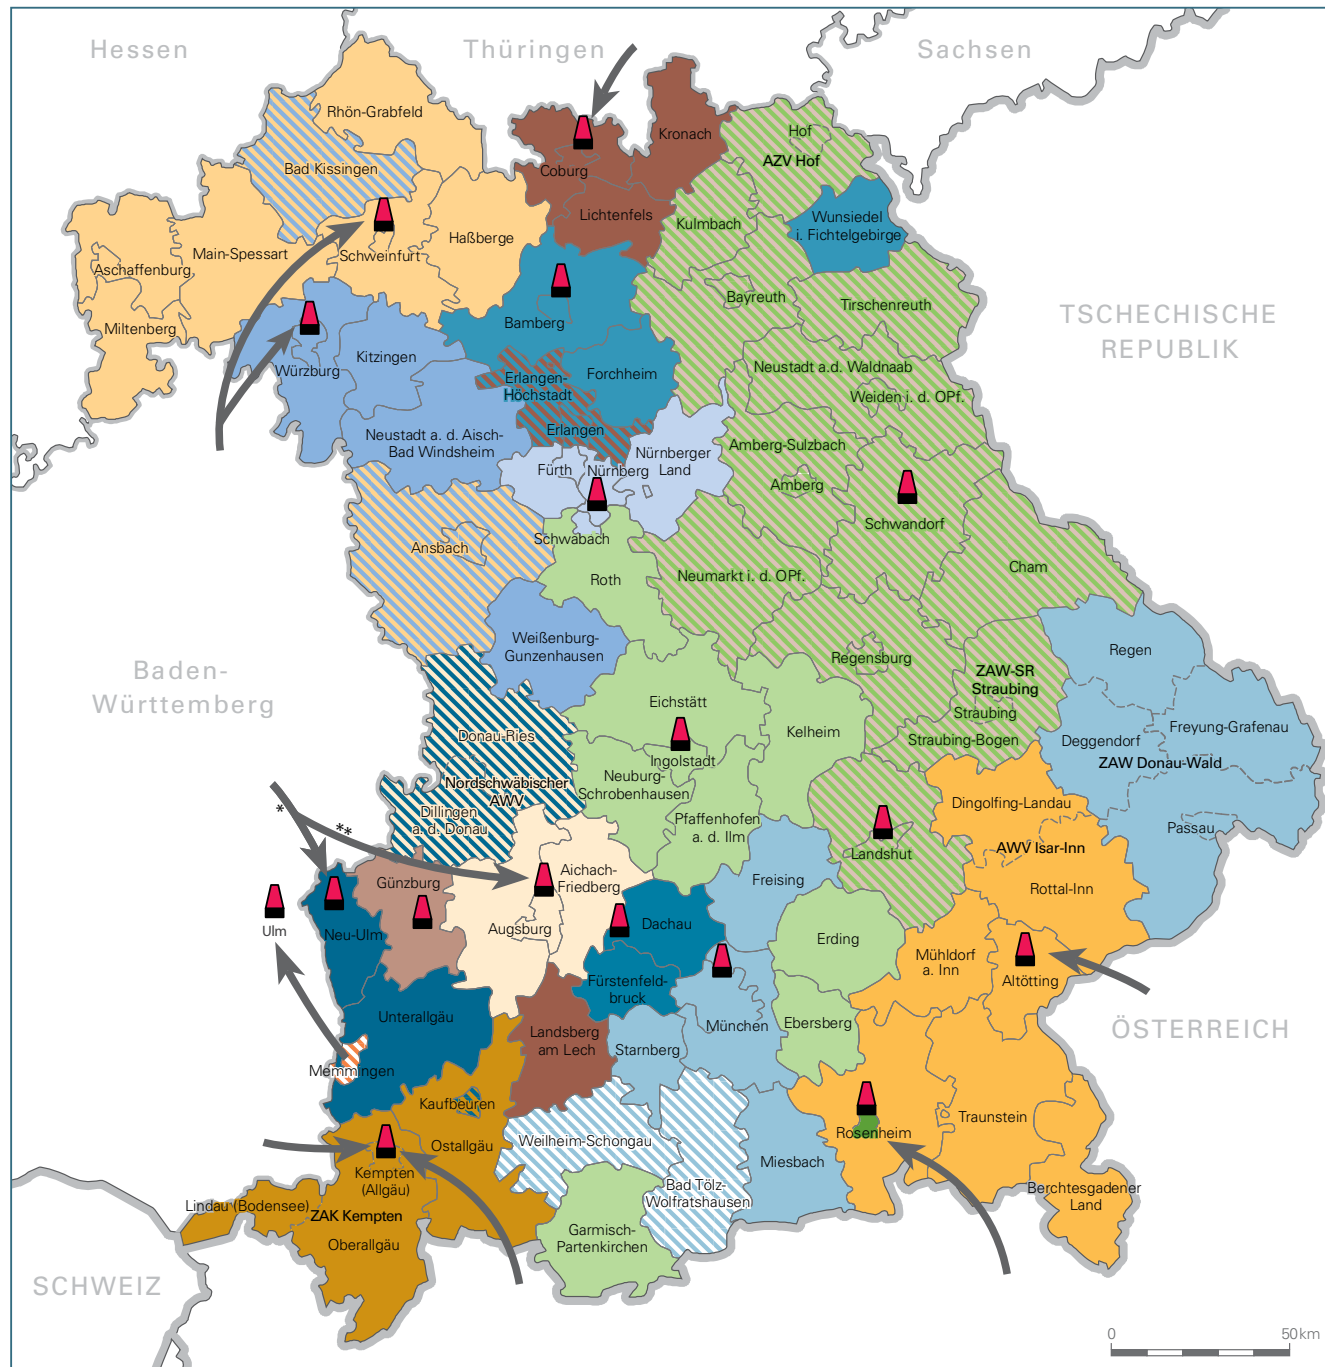 Hessen
Thüringen
Sachsen
Rhön-Grabfeld
Kronach
Hof
AZV Hof
Bad Kissingen
Coburg
Lichtenfels
Kulmbach
Wunsiedel
i. Fichtelgebirge
Haßberge
Main-Spessart
Schweinfurt
Aschaffenburg
Bayreuth
Tirschenreuth
TSCHECHISCHE
REPUBLIK
Miltenberg
Bamberg
Kitzingen
Würzburg
Forchheim
Neustadt a.d. Waldnaab
Erlangen-
Höchstadt
Weiden i. d. OPf.
Erlangen
Neustadt a. d. Aisch-
Bad Windsheim
Amberg-Sulzbach
Nürnberger
Land
Fürth
Nürnberg
Amberg
Schwandorf
Schwabach
Ansbach
Roth
Neumarkt i. d. OPf.
Cham
Weißenburg-
Gunzenhausen
Regensburg
Regen
Baden-
Württemberg
ZAW-SR
Straubing
Eichstätt
Straubing
Kelheim
Freyung-Grafenau
Donau-Ries
Straubing-Bogen
Deggendorf
Ingolstadt
ZAW Donau-Wald
Nordschwäbischer
AWV
Neuburg-
Schrobenhausen
Dingolfing-Landau
*
Dillingen
a. d. Donau
**
Pfaffenhofen
a. d. Ilm
Passau
Landshut
AWV Isar-Inn
Aichach-
Friedberg
Günzburg
Freising
Rottal-Inn
Ulm
Neu-Ulm
Augsburg
Dachau
Erding
Mühldorf
a. Inn
Altötting
Fürstenfeld-
bruck
Unterallgäu
München
Ebersberg
ÖSTERREICH
Landsberg
am Lech
Starnberg
Memmingen
Kaufbeuren
Traunstein
Rosenheim
Ostallgäu
Weilheim-Schongau
Miesbach
Kempten
(Allgäu)
Bad Tölz-
Wolfratshausen
Berchtesgadener
Land
Lindau (Bodensee)
ZAK Kempten
Garmisch-
Partenkirchen
Oberallgäu
SCHWEIZ
0 50 km